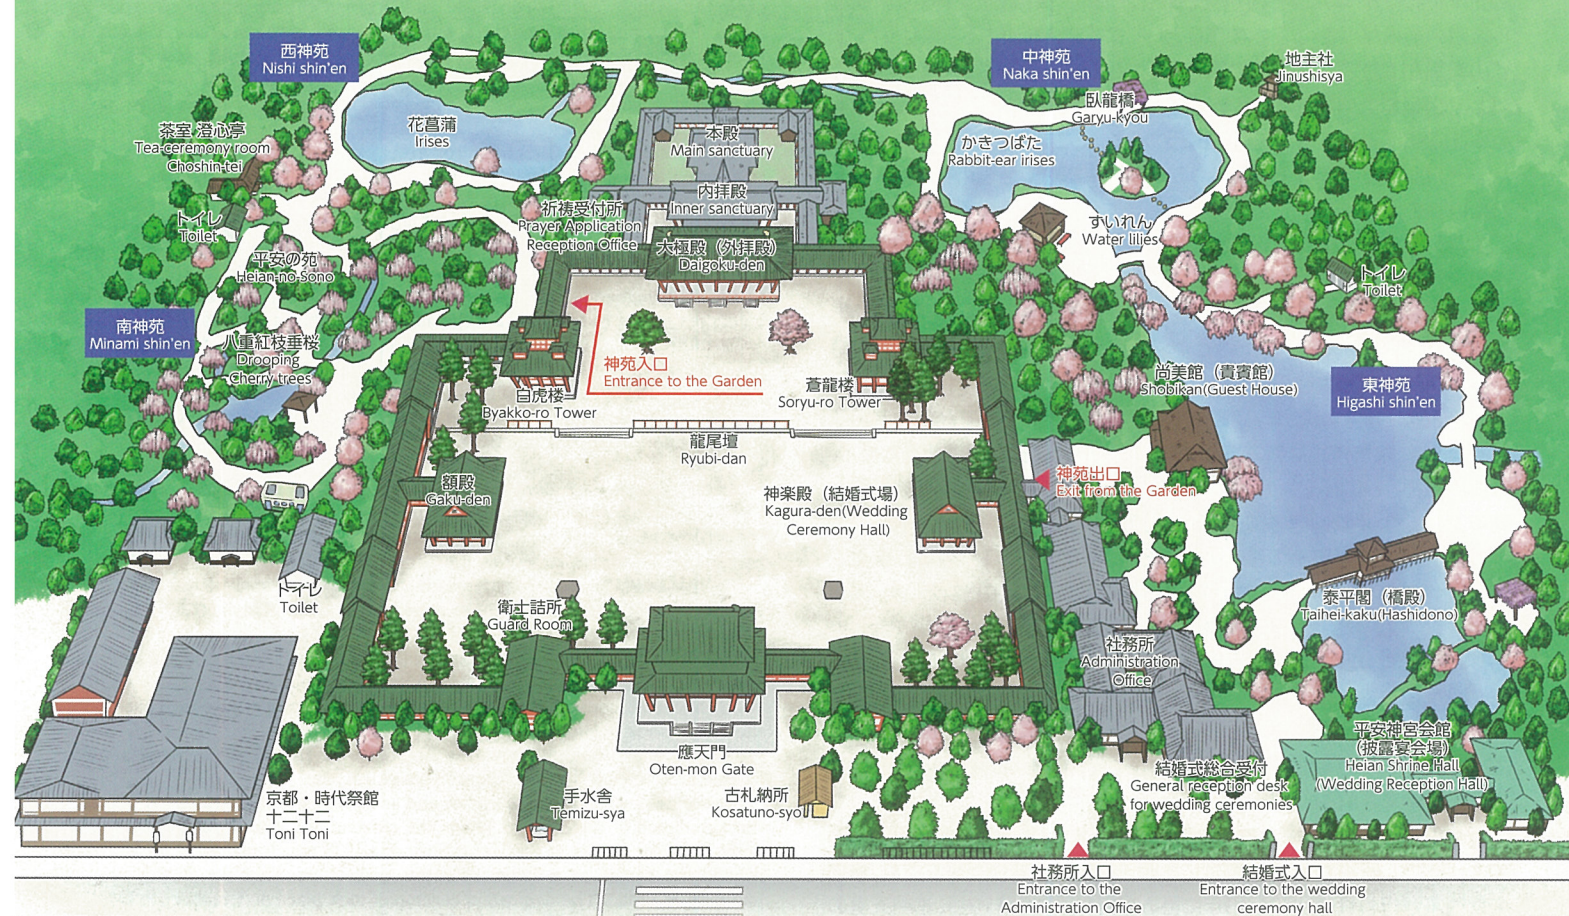 西神苑
Nishi shin'en
中神苑
Naka shin'en
地主社
Jinushisya
臥龍橋
Garyu-kyou
花菖蒲
Irises
茶室 澄心亭
Tea-ceremony room
Choshin-tei
本殿
Main sanctuary
かきつばた
Rabbit-ear irises
内拝殿
Inner sanctuary
トイレ
Toilet
祈祷受付所
Prayer Application
Reception Office
すいれん
Water lilies
大極殿（外拝殿）
Daigoku-den
平安の苑
Heian-no-Sono
トイレ
Toilet
南神苑
Minami shin'en
八重紅枝垂桜
Drooping
Cherry trees
神苑入口
Entrance to the Garden
白虎楼
Byakko-ro Tower
蒼龍楼
Soryu-ro Tower
尚美館（貴賓館）
Shobikan(Guest House)
東神苑
Higashi shin'en
龍尾壇
Ryubi-dan
額殿
Gaku-den
神楽殿（結婚式場）
Kagura-den(Wedding
Ceremony Hall)
神苑出口
Exit from the Garden
トイレ
Toilet
衛士詰所
Guard Room
泰平閣（橋殿）
Taihei-kaku(Hashidono)
社務所
Administration
Office
應天門
Oten-mon Gate
平安神宮会館
（披露宴会場）
Heian Shrine Hall
(Wedding Reception Hall)
結婚式総合受付
General reception desk
for wedding ceremonies
京都・時代祭館
十二十二
Toni Toni
手水舎
Temizu-sya
古札納所
Kosatuno-syo
社務所入口
Entrance to the
Administration Office
結婚式入口
Entrance to the wedding
ceremony hall